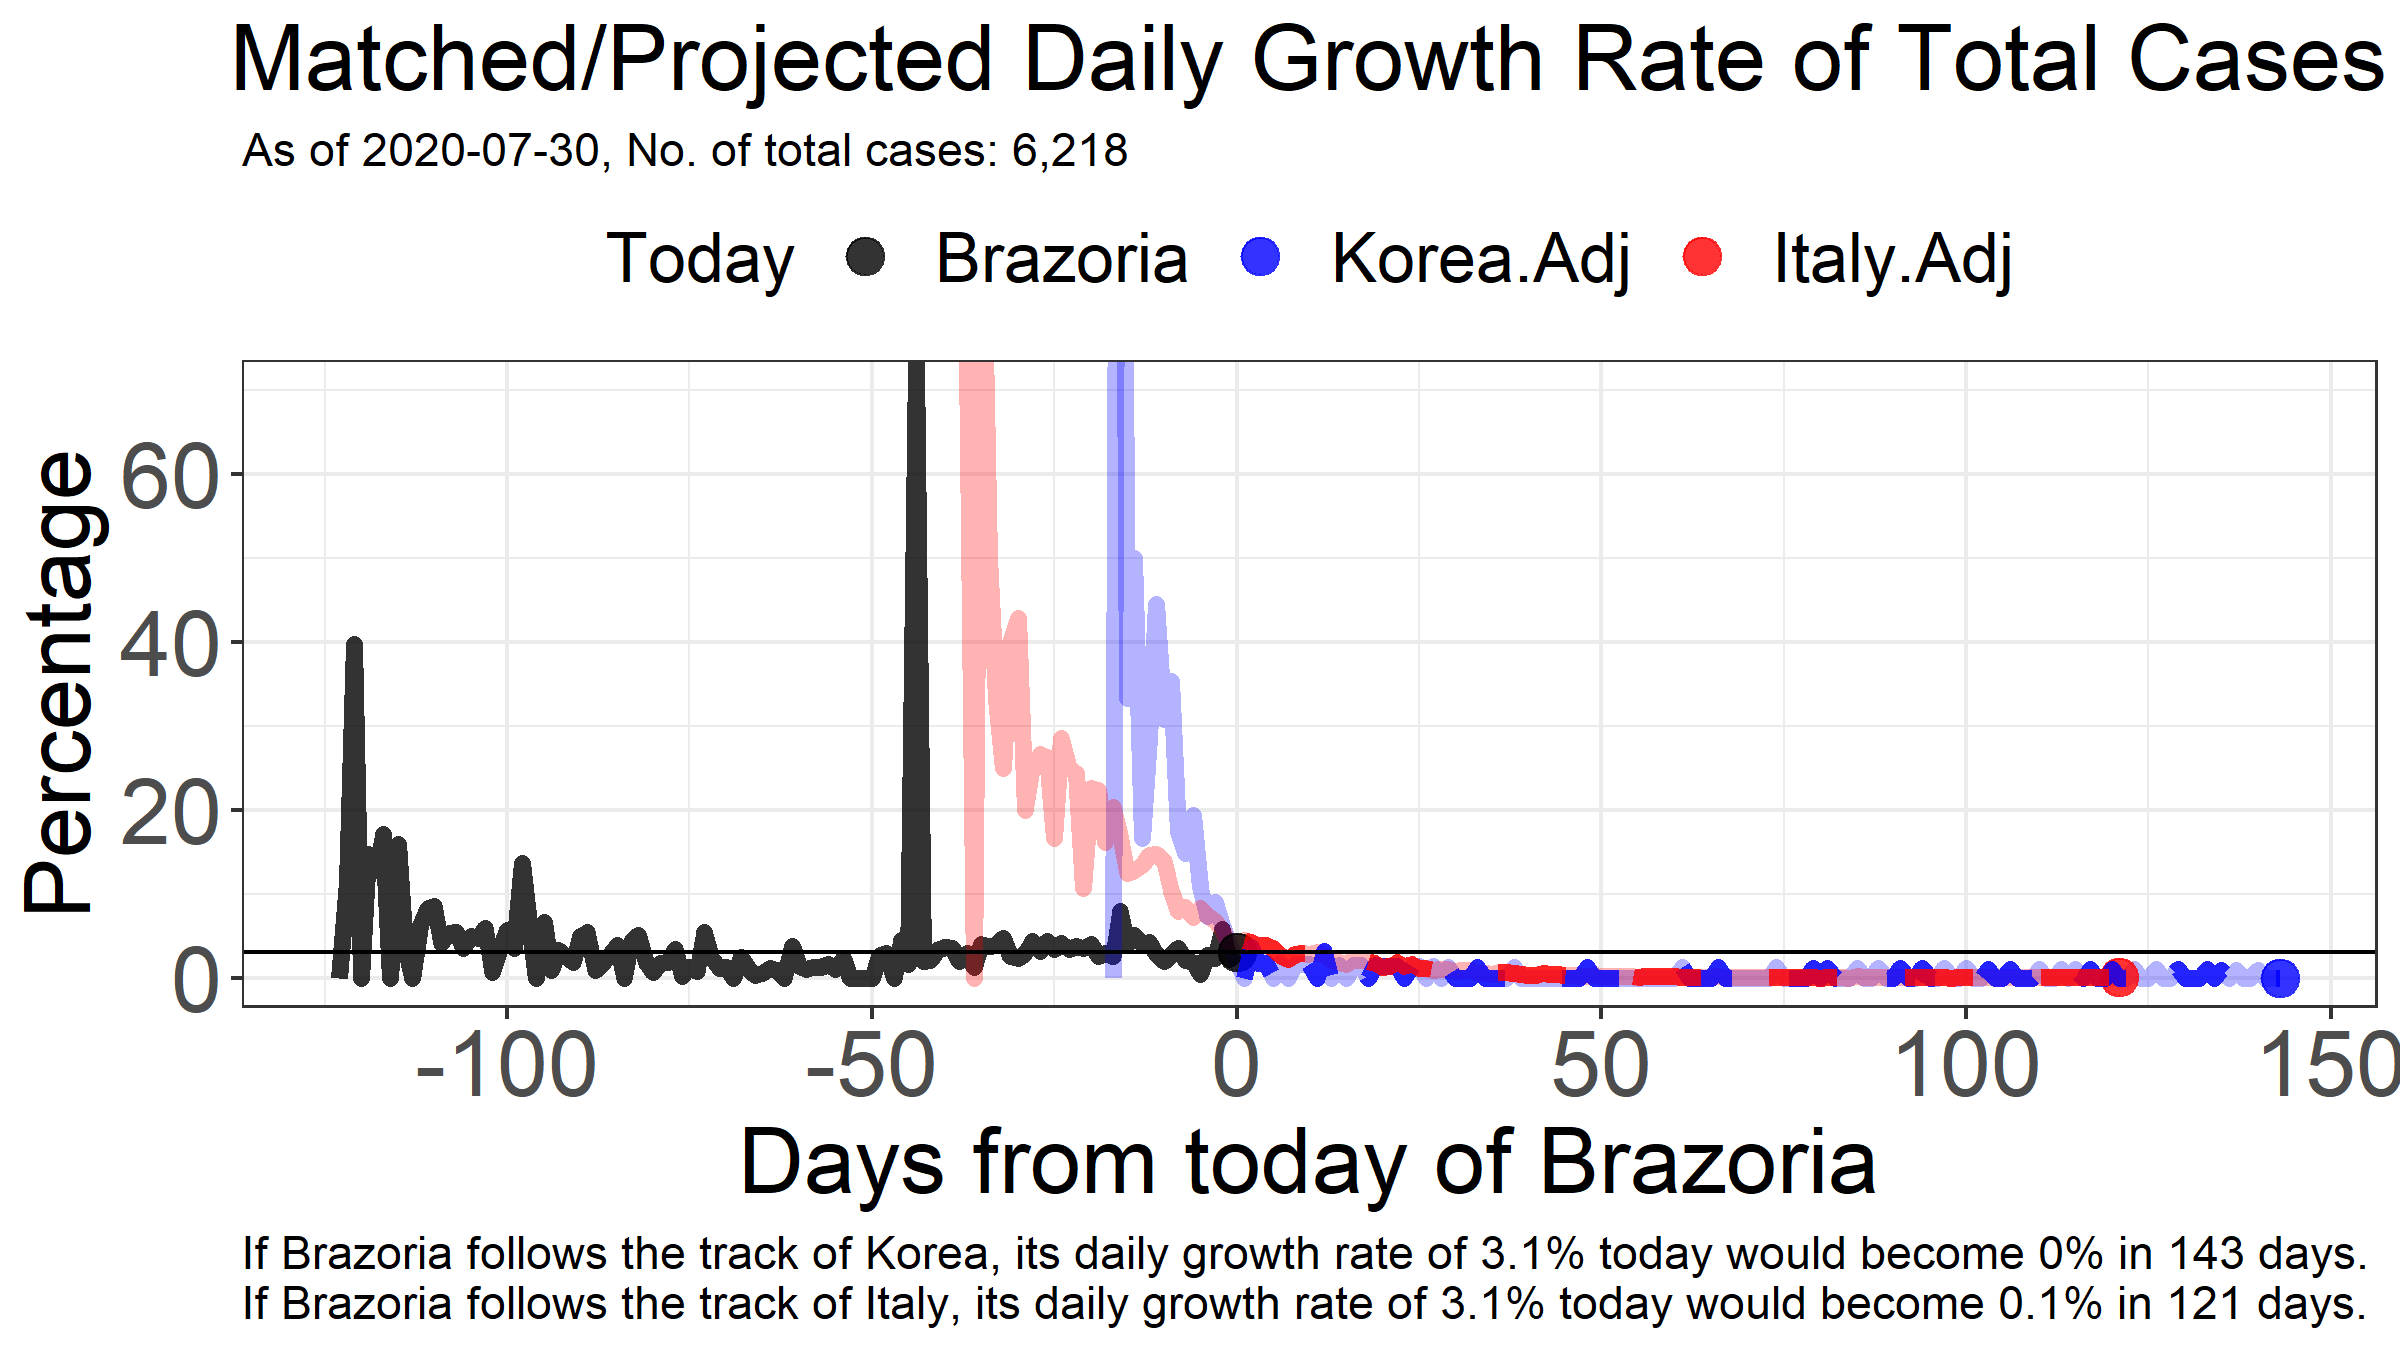 Matched/Projected Daily Growth Rate of Total Cases
As of 2020-07-30, No. of total cases: 6,218
Today Brazoria Korea.Adj Italy.Adj
Percentage
60
40
20
0
-100 -50 0 50 100 150
Days from today of Brazoria
If Brazoria follows the track of Korea, its daily growth rate of 3.1% today would become 0% in 143 days.
If Brazoria follows the track of Italy, its daily growth rate of 3.1% today would become 0.1% in 121 days.